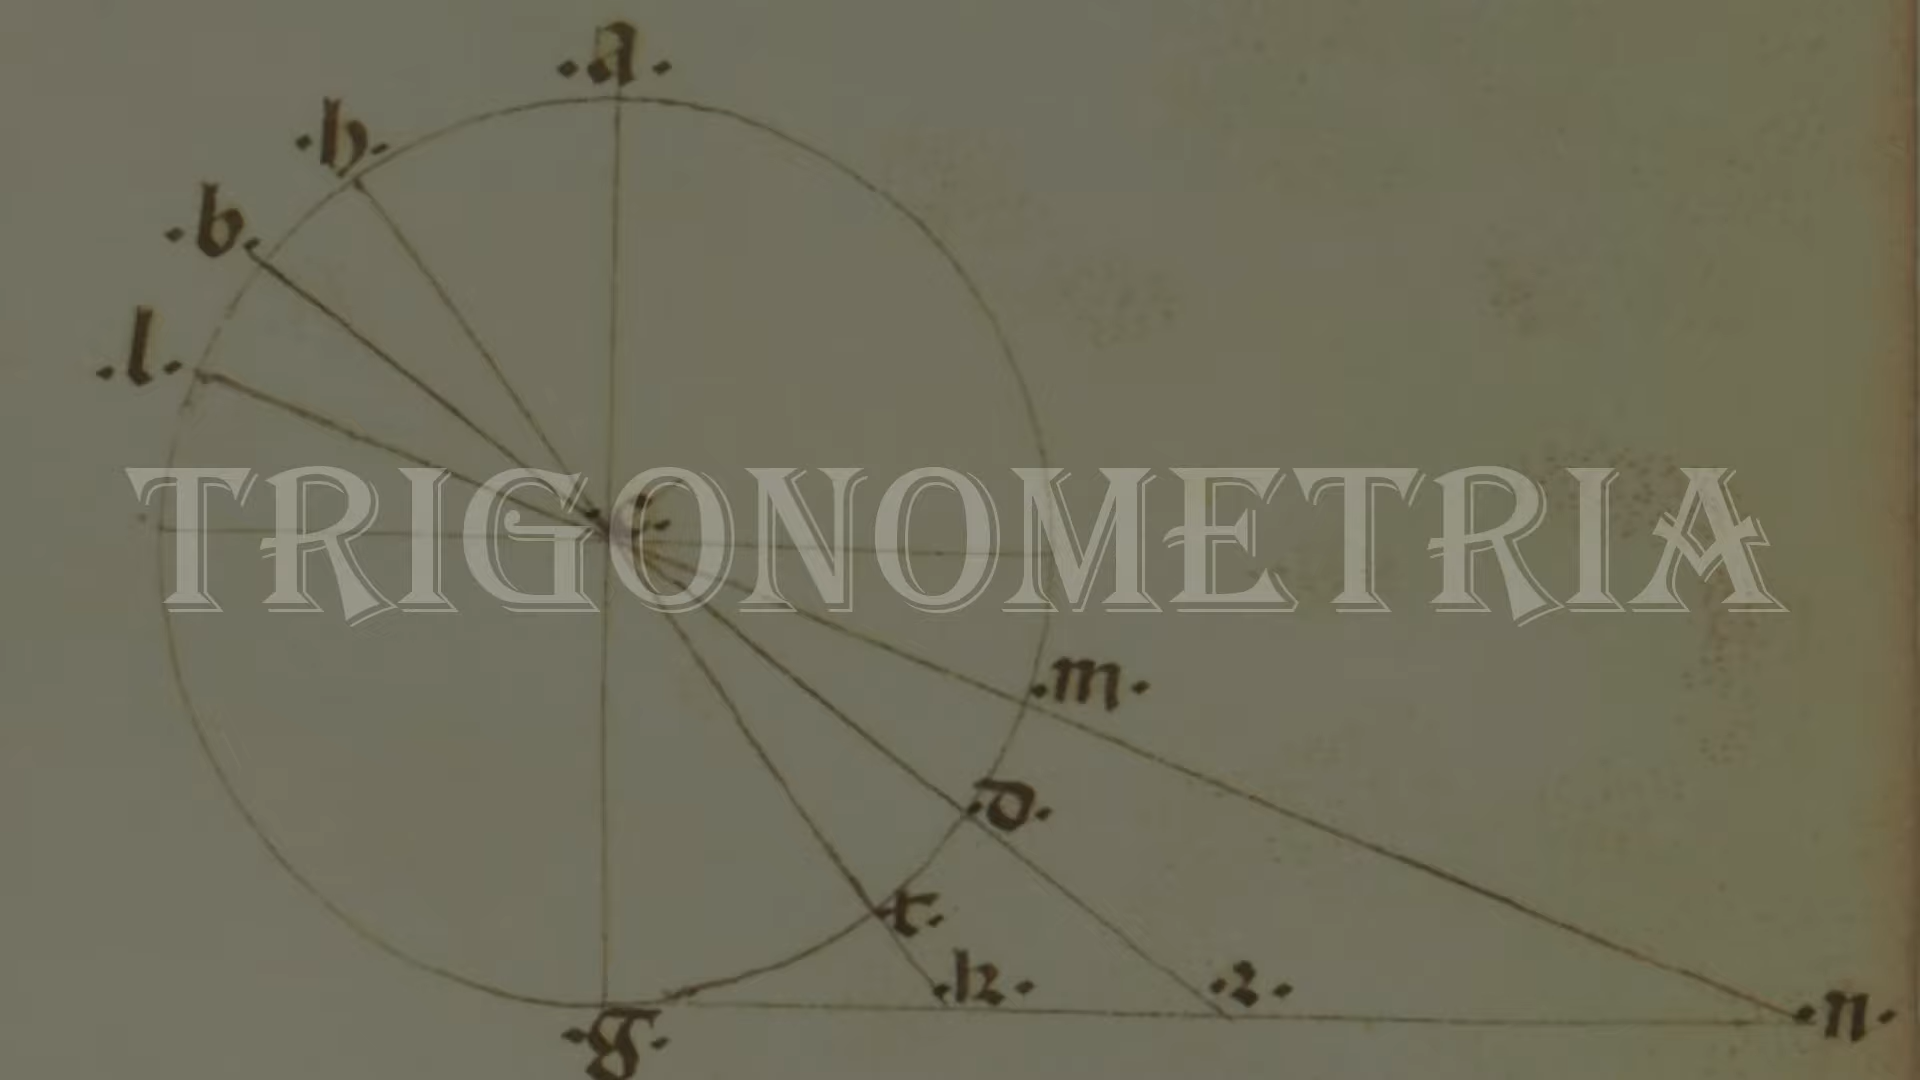 .a.
.h.
.b.
.l.
TRIGONOMETRIA
.e.
.m.
.d.
.t.
.k.
.z.
.n.
.g.